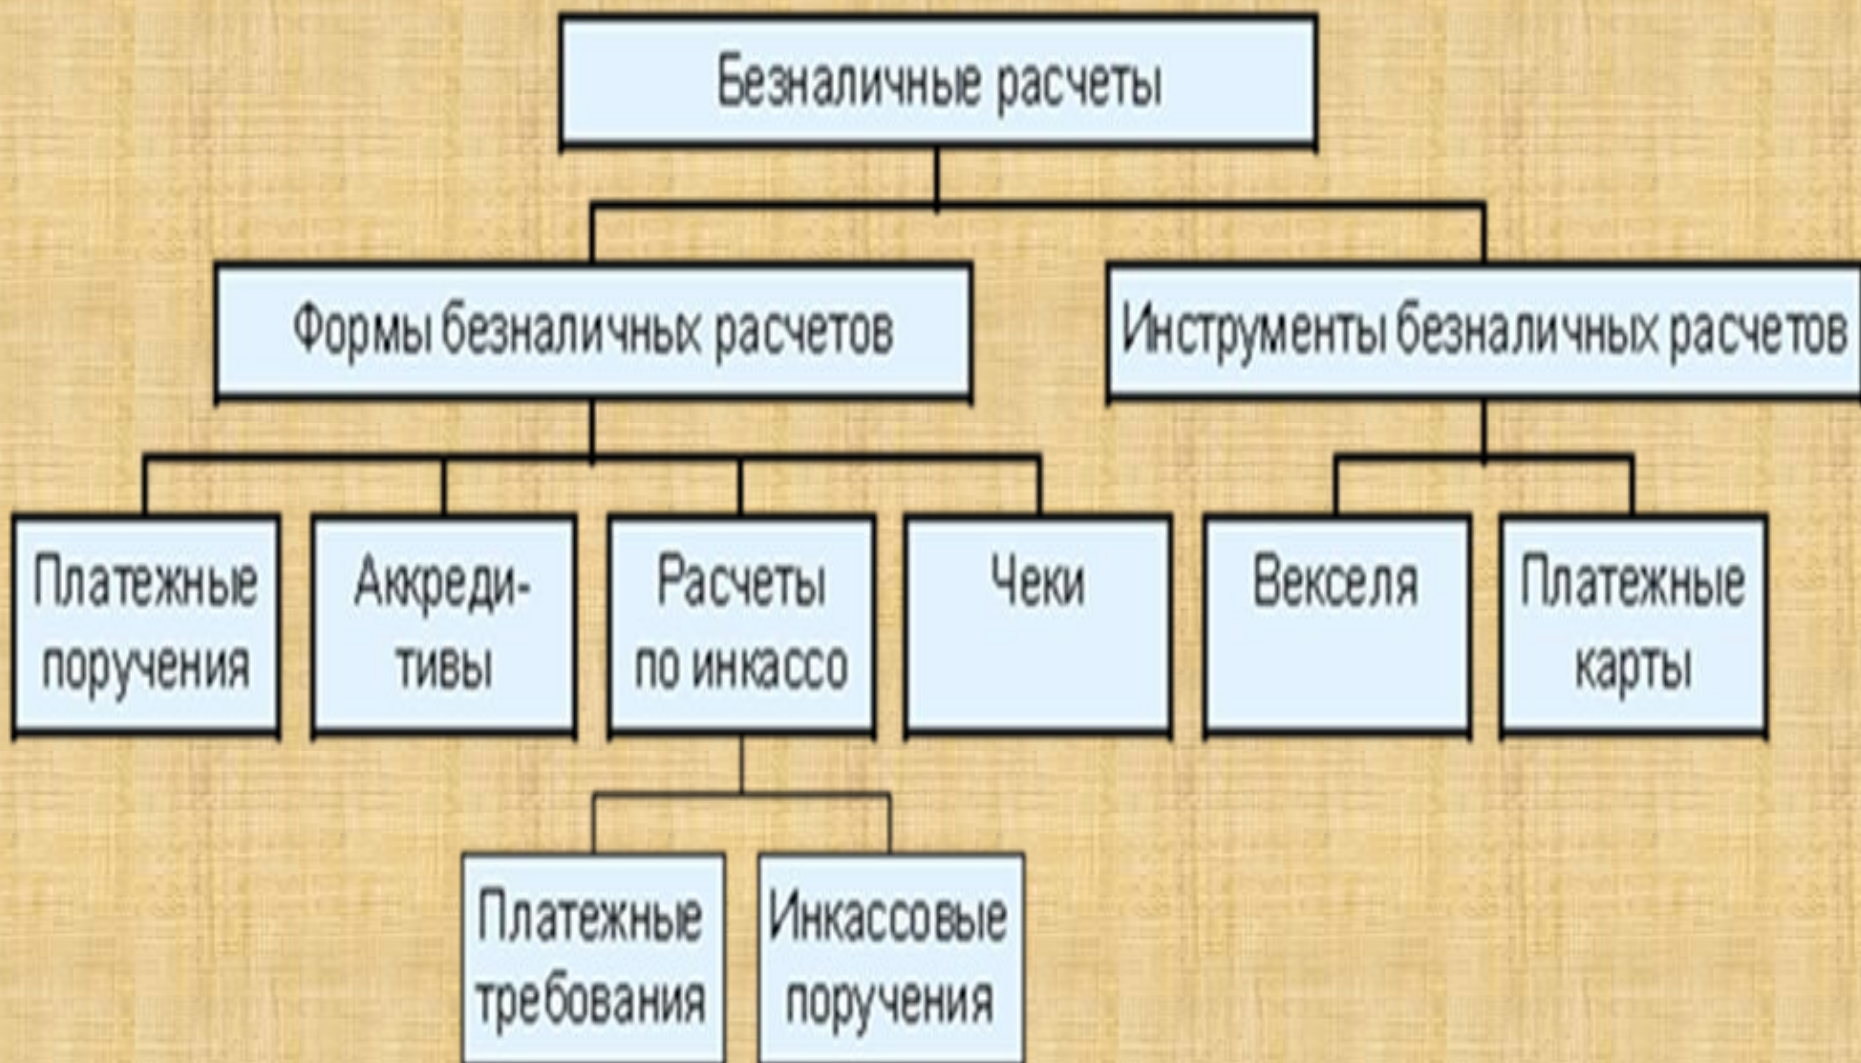 Безналичные расчеты
Формы безналичных расчетов
Инструменты безналичных расчетов
Платежные
поручения
Аккреди-
тивы
Расчеты
по инкассо
Чеки
Векселя
Платежные
карты
Платежные
требования
Инкассовые
поручения